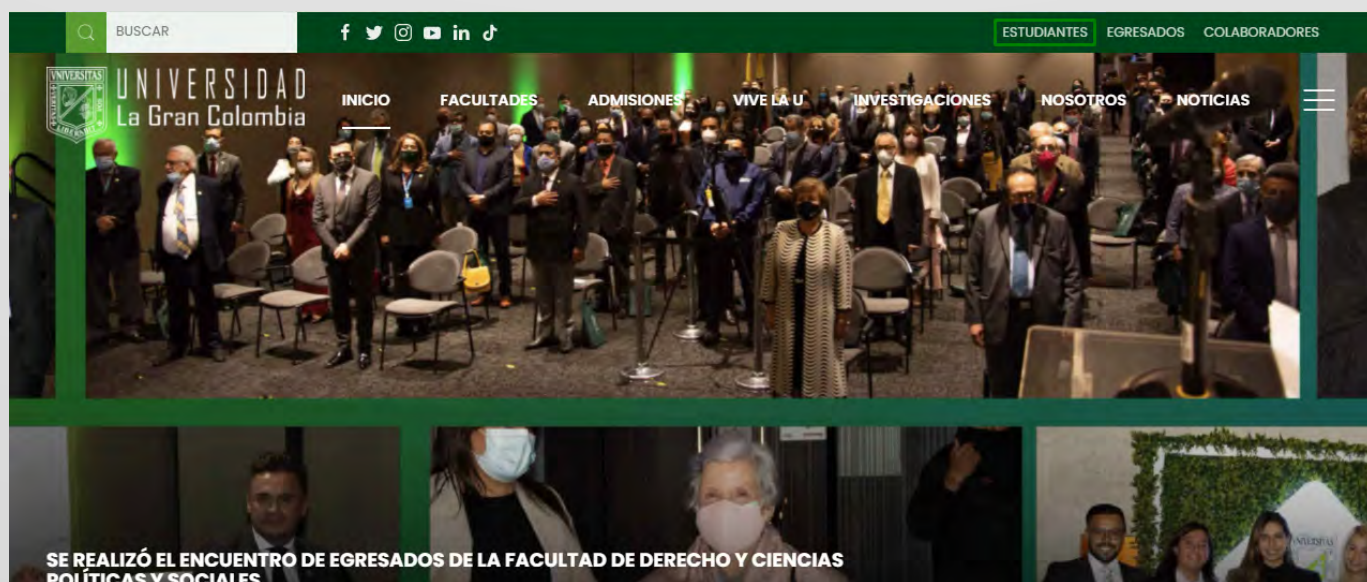 BUSCAR
ESTUDIANTES EGRESADOS COLABORADORES
VNIVERSITAS
UNIVERSIDAD
La Gran Colombia
INICIO FACULTADES ADMISIONES VIVE LA U INVESTIGACIONES NOSOTROS NOTICIAS
SE REALIZÓ EL ENCUENTRO DE EGRESADOS DE LA FACULTAD DE DERECHO Y CIENCIAS
POLÍTICAS Y SOCIALES